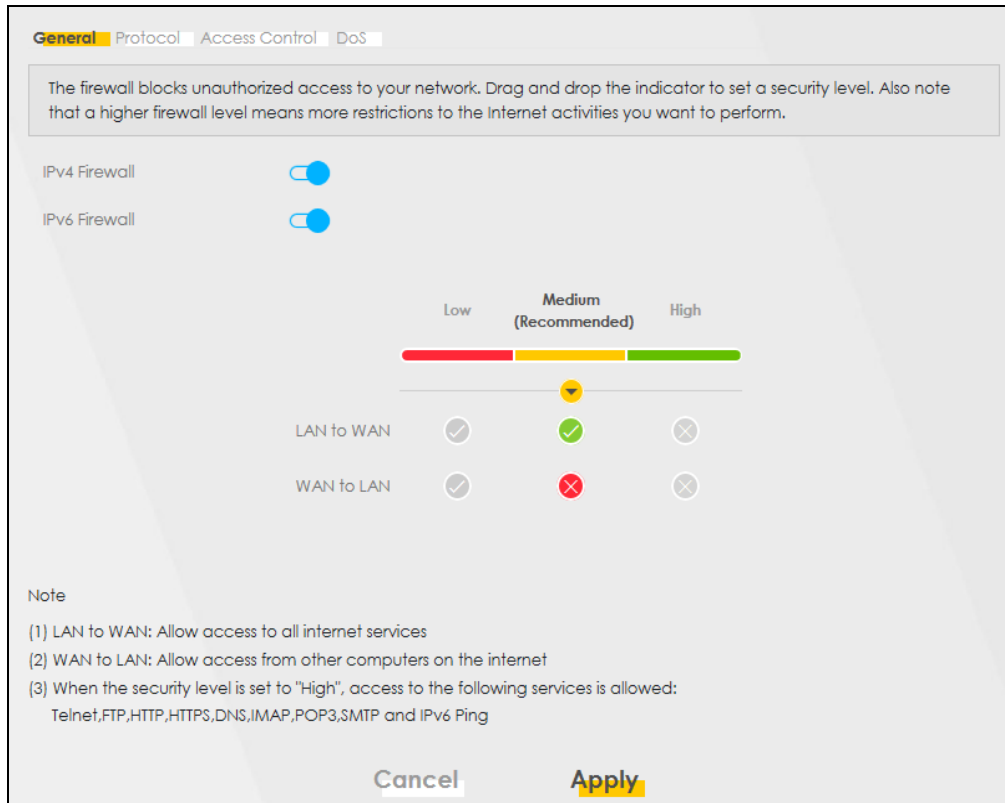 General Protocol Access Control DoS
The firewall blocks unauthorized access to your network. Drag and drop the indicator to set a security level. Also note
that a higher firewall level means more restrictions to the Internet activities you want to perform.
IPv4 Firewall
IPv6 Firewall
Low Medium High
(Recommended)
LAN to WAN
WAN to LAN
Note
(1) LAN to WAN: Allow access to all internet services
(2) WAN to LAN: Allow access from other computers on the internet
(3) When the security level is set to "High", access to the following services is allowed:
Telnet,FTP,HTTP,HTTPS,DNS,IMAP,POP3,SMTP and IPv6 Ping
Cancel Apply